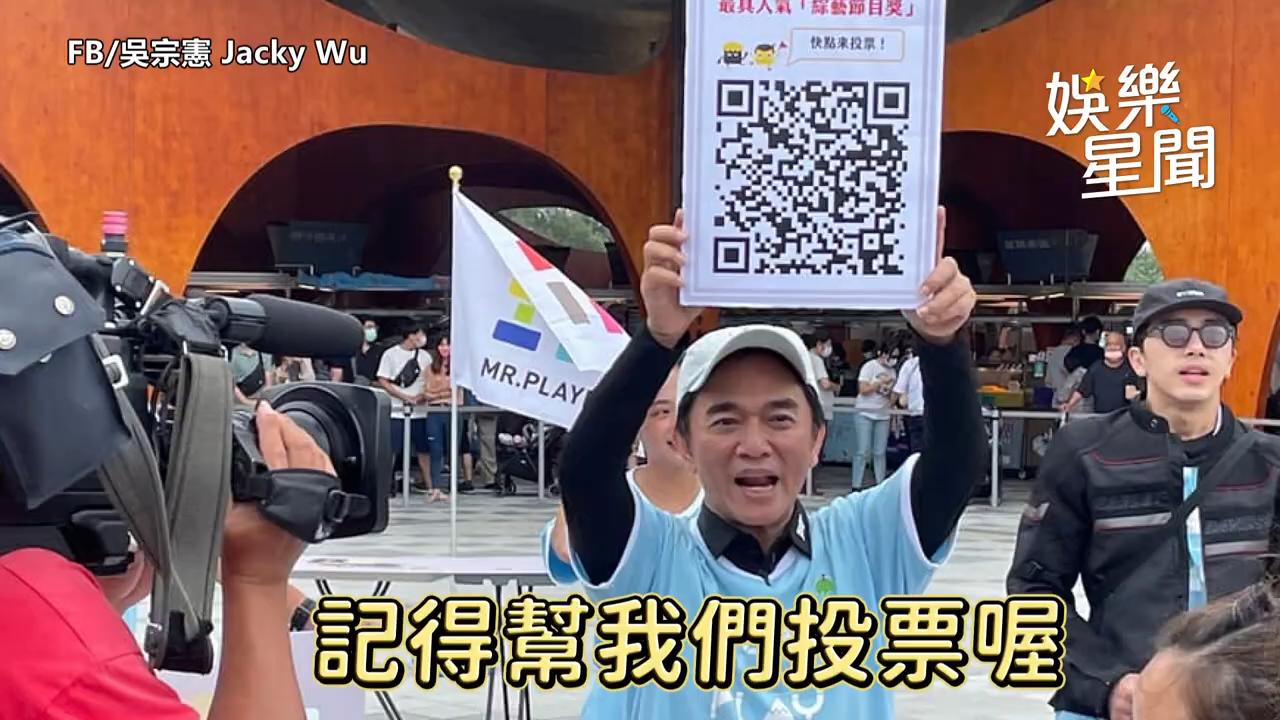 最具人氣「綜藝節目獎」
FB/吳宗憲 Jacky Wu
快點來投票！
娛樂
星聞
MR.PLAY
記得幫我們投票喔
PLAY